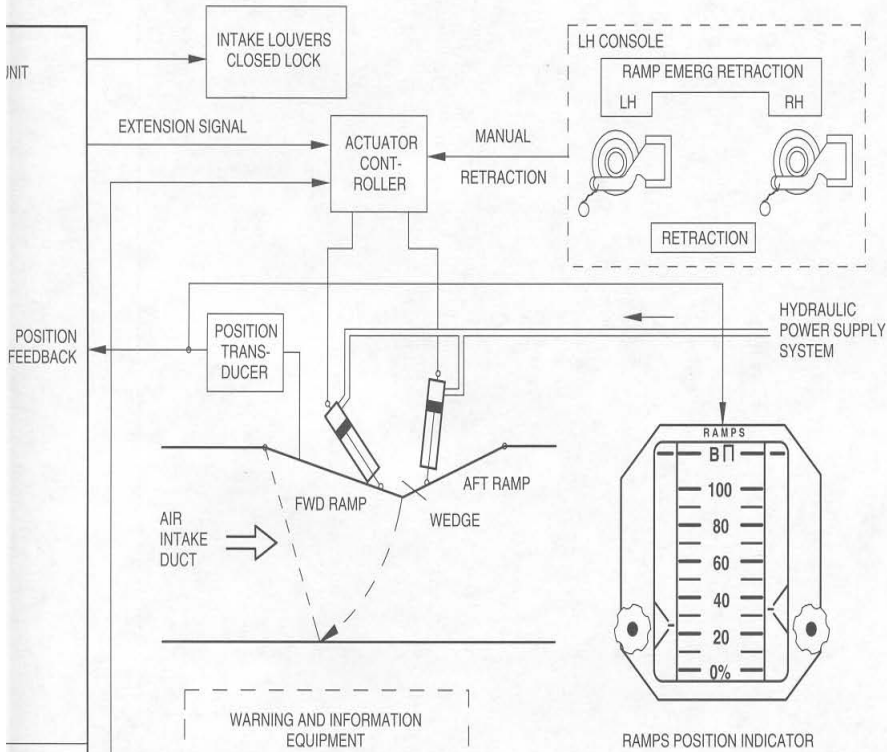 INTAKE LOUVERS
CLOSED LOCK
UNIT
EXTENSION SIGNAL
ACTUATOR
CONT-
ROLLER
MANUAL
RETRACTION
LH CONSOLE
RAMP EMERG RETRACTION
LH
RH
RETRACTION
POSITION
FEEDBACK
POSITION
TRANS-
DUCER
HYDRAULIC
POWER SUPPLY
SYSTEM
FWD RAMP
AFT RAMP
WEDGE
AIR
INTAKE
DUCT
RAMPS
ВП
100
80
60
40
20
0%
WARNING AND INFORMATION
EQUIPMENT
RAMPS POSITION INDICATOR